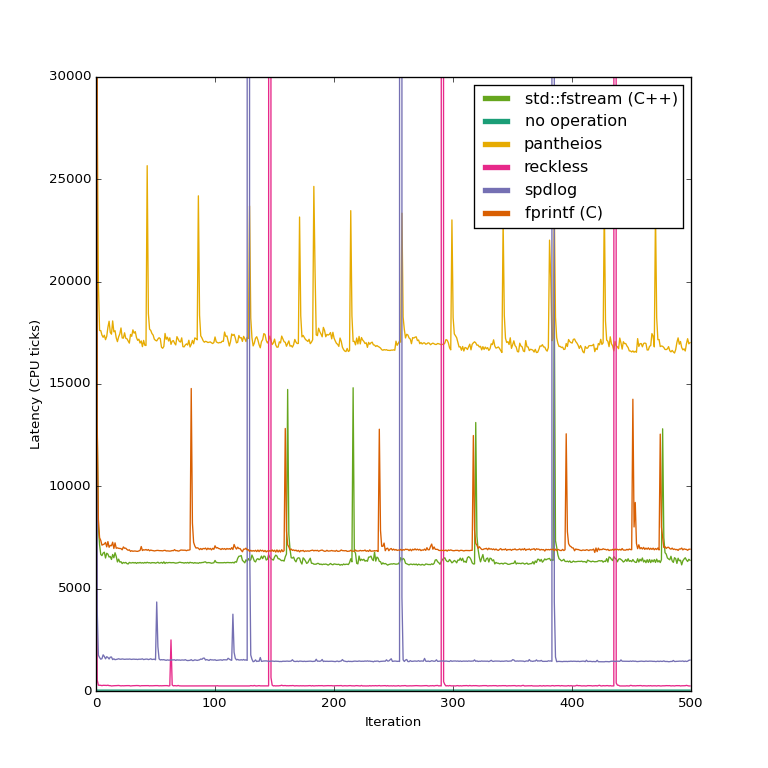 30000
25000
20000
15000
10000
5000
0
Latency (CPU ticks)
std::fstream (C++)
no operation
pantheios
reckless
spdlog
fprintf (C)
0 100 200 300 400 500
Iteration